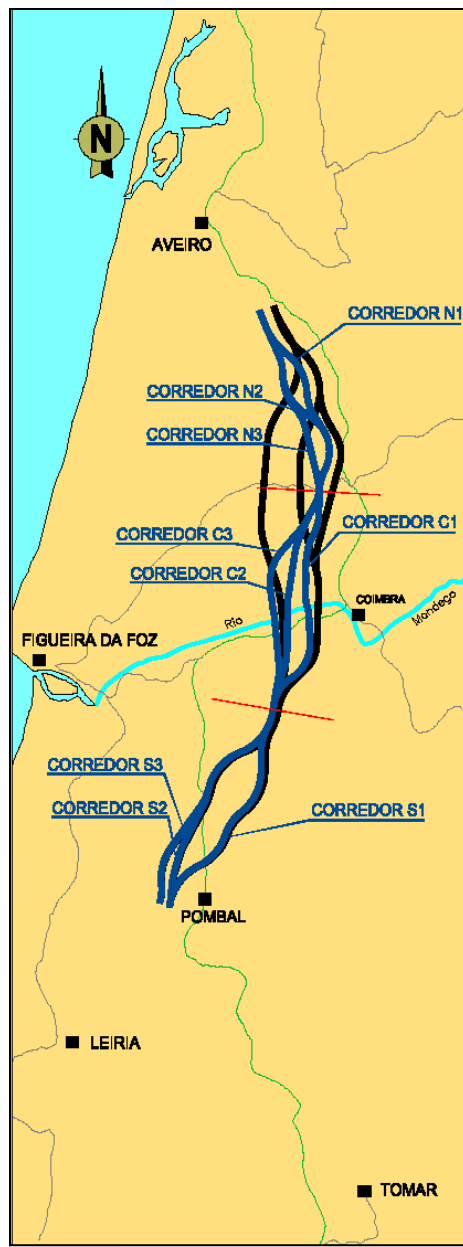 N
AVEIRO
CORREDOR N1
CORREDOR N2
CORREDOR N3
CORREDOR C1
CORREDOR C3
CORREDOR C2
COIMBRA
Rio
Mondego
FIGUEIRA DA FOZ
CORREDOR S3
CORREDOR S2
CORREDOR S1
POMBAL
LEIRIA
TOMAR